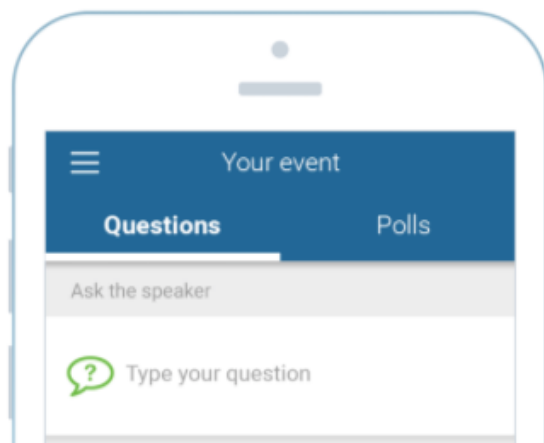 Your event
Questions Polls
Ask the speaker
? Type your question